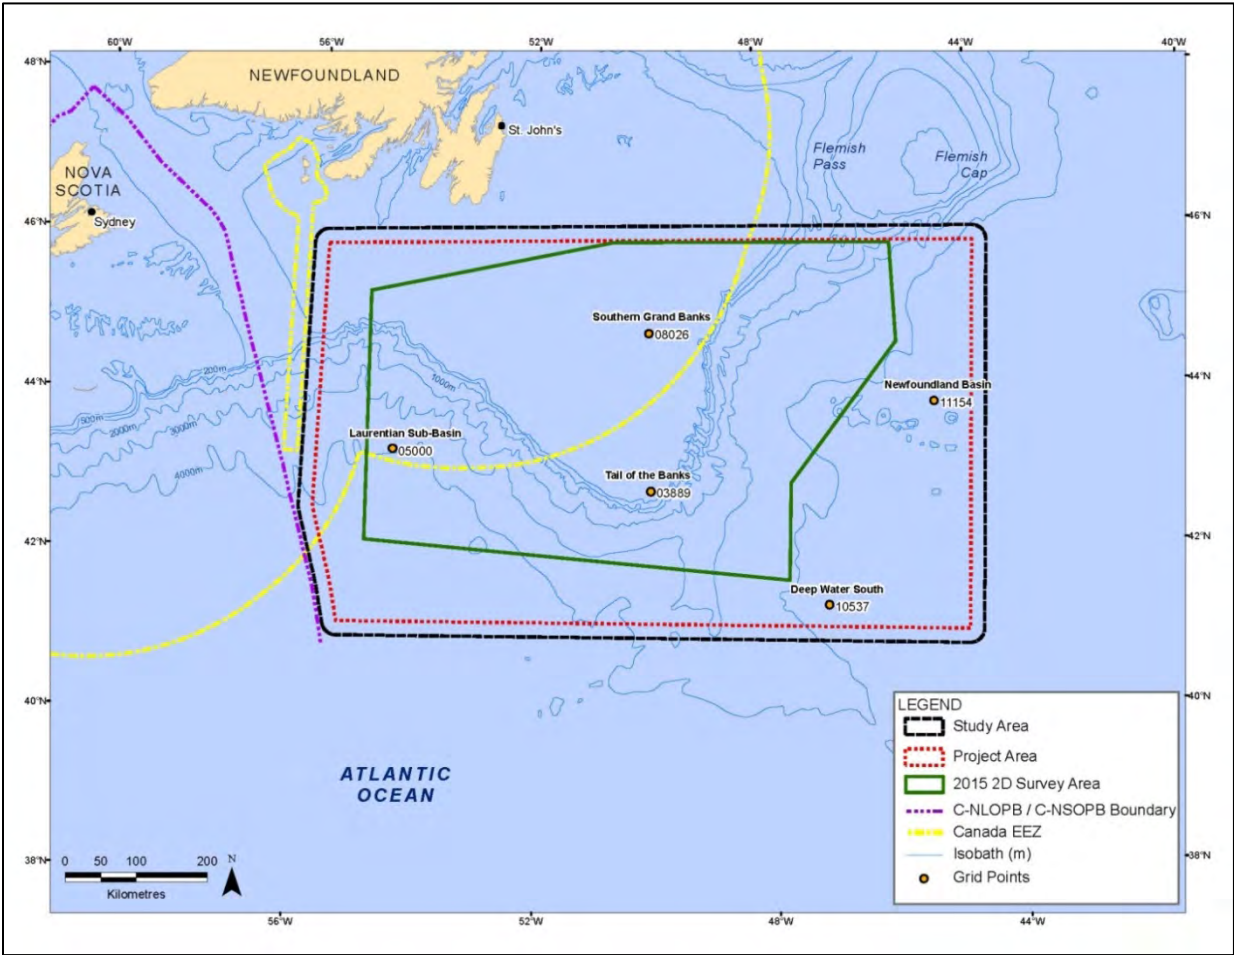 60°W 56°W 52°W 48°W 44°W 40°W
48°N
NEWFOUNDLAND
St. John's
Flemish
Pass
Flemish
Cap
NOVA
SCOTIA
Sydney
46°N 46°N
Southern Grand Banks
08026
44°N 44°N
200m
1000m
500m
2000m
3000m
4000m
Newfoundland Basin
11154
Laurentian Sub-Basin
05000
Tail of the Banks
03889
42°N 42°N
Deep Water South
10537
40°N 40°N
ATLANTIC
OCEAN
LEGEND
Study Area
Project Area
2015 2D Survey Area
C-NLOPB / C-NSOPB Boundary
Canada EEZ
Isobath (m)
Grid Points
38°N 38°N
0 50 100 200
N
Kilometres
56°W 52°W 48°W 44°W